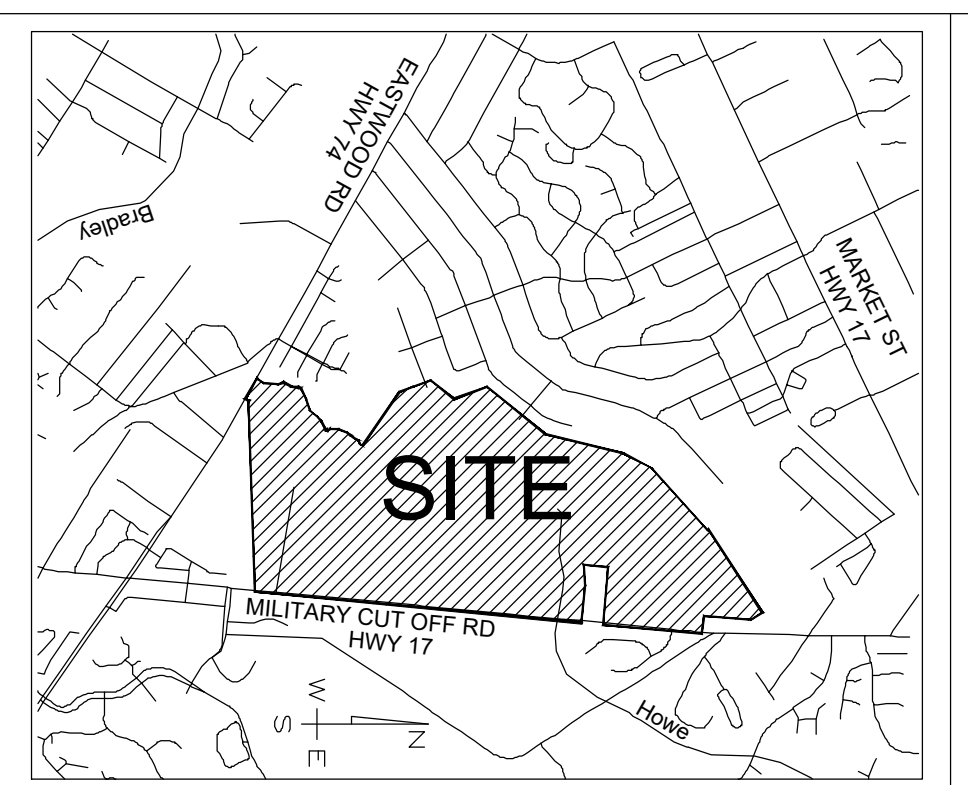 EASTWOOD RD
HWY 74
Bradley
MARKET ST
HWY 17
SITE
MILITARY CUT OFF RD
HWY 17
Howe
W
S
N
E